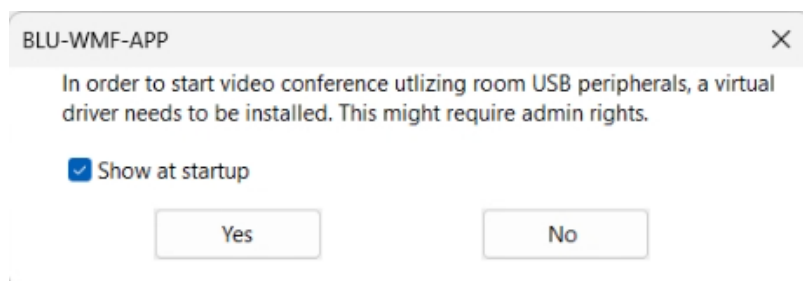 BLU-WMF-APP
In order to start video conference utlizing room USB peripherals, a virtual
driver needs to be installed. This might require admin rights.
Show at startup
Yes No